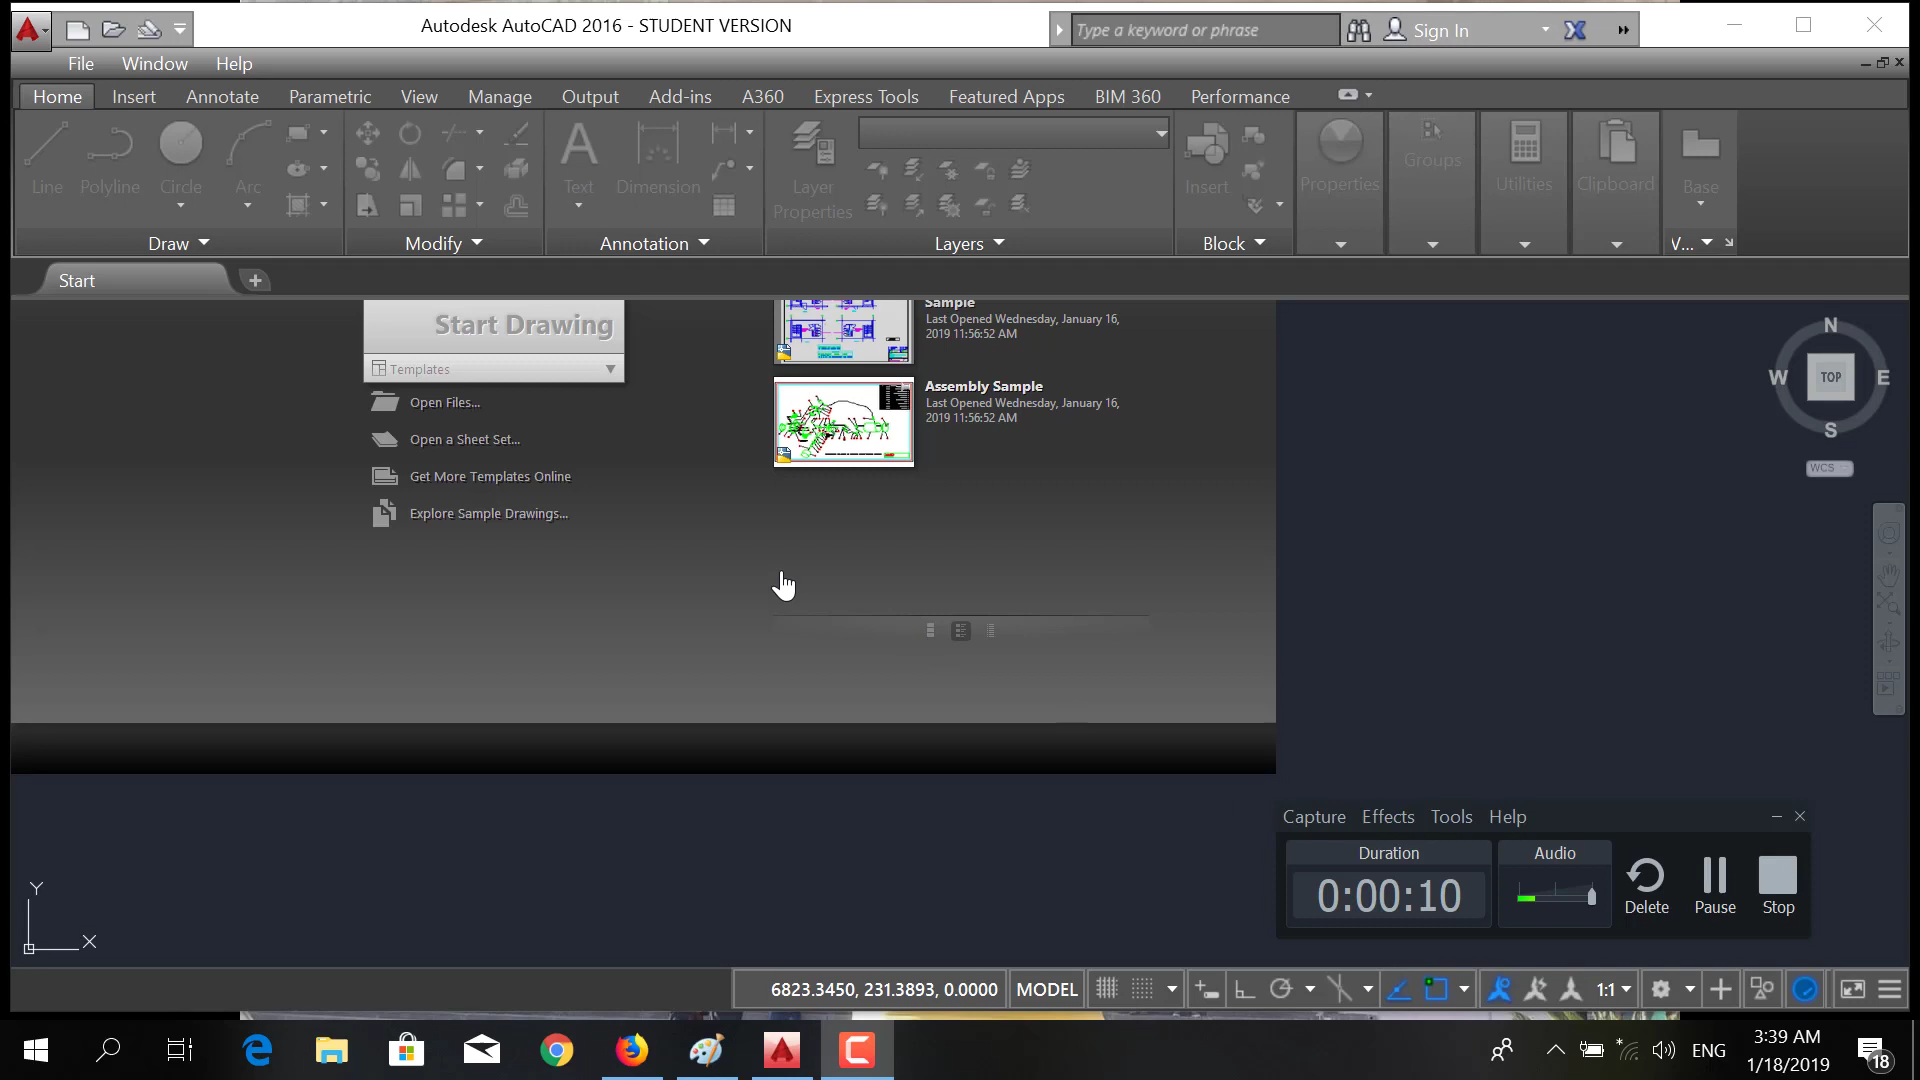 Autodesk AutoCAD 2016 - STUDENT VERSION
Type a keyword or phrase
Sign In
File Window Help
Home Insert Annotate Parametric View Manage Output Add-ins A360 Express Tools Featured Apps BIM 360 Performance
Line Polyline Circle Arc
Text Dimension
Layer
Properties
Insert
Properties
Groups
Utilities
Clipboard
Base
Draw Modify Annotation Layers Block V...
Start
Start Drawing
Templates
Open Files...
Open a Sheet Set...
Get More Templates Online
Explore Sample Drawings...
Sample
Last Opened Wednesday, January 16,
2019 11:56:52 AM
Assembly Sample
Last Opened Wednesday, January 16,
2019 11:56:52 AM
N
W TOP E
S
WCS
Capture Effects Tools Help
Duration Audio
0:00:10
Delete Pause Stop
Y
X
6823.3450, 231.3893, 0.0000 MODEL 1:1
ENG
3:39 AM
1/18/2019
18